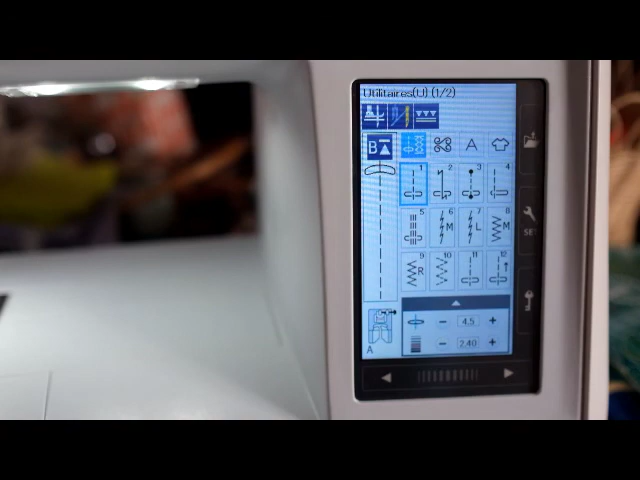 Utilitaires(U) (1/2)
B A
1 2 3 4
5 6 M 7 L 8 M
9 R 10 11 12
− 4.5 +
A − 2.40 +
SET